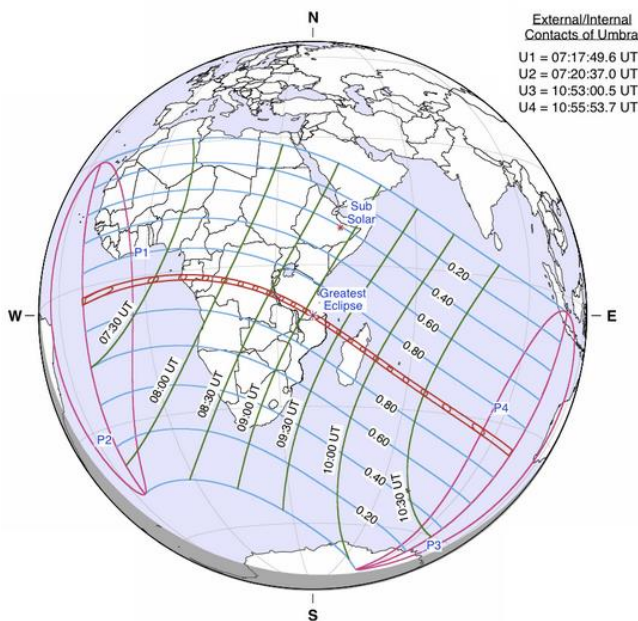 N
External/Internal
Contacts of Umbra
U1 = 07:17:49.6 UT
U2 = 07:20:37.0 UT
U3 = 10:53:00.5 UT
U4 = 10:55:53.7 UT
Sub
Solar
P1
0.20
0.40
Greatest
Eclipse
W
E
0.60
07:30 UT
0.80
08:00 UT
08:30 UT
09:00 UT
09:30 UT
0.80
P4
P2
10:00 UT
0.60
0.40
10:30 UT
0.20
P3
S